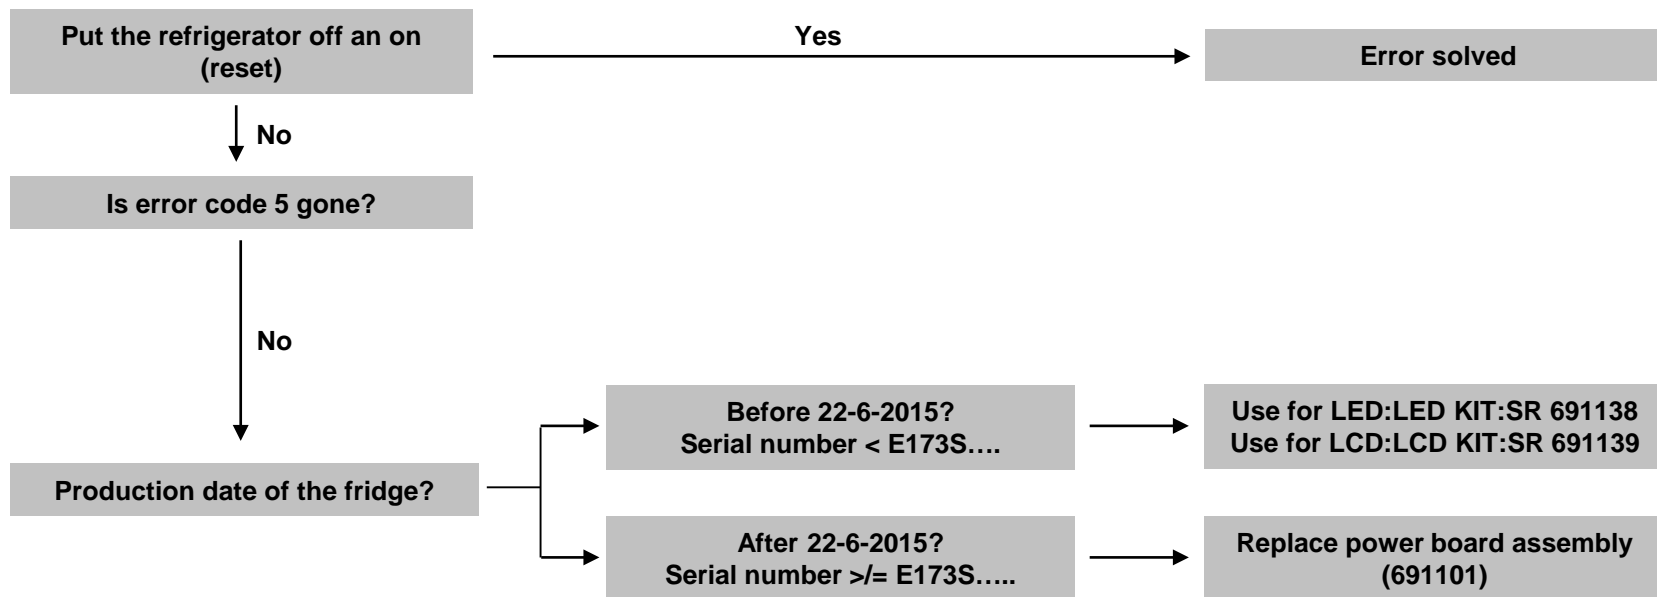 Put the refrigerator off an on
(reset)
Yes
Error solved
No
Is error code 5 gone?
No
Before 22-6-2015?
Serial number < E173S….
Use for LED:LED KIT:SR 691138
Use for LCD:LCD KIT:SR 691139
Production date of the fridge?
After 22-6-2015?
Serial number >/= E173S…..
Replace power board assembly
(691101)